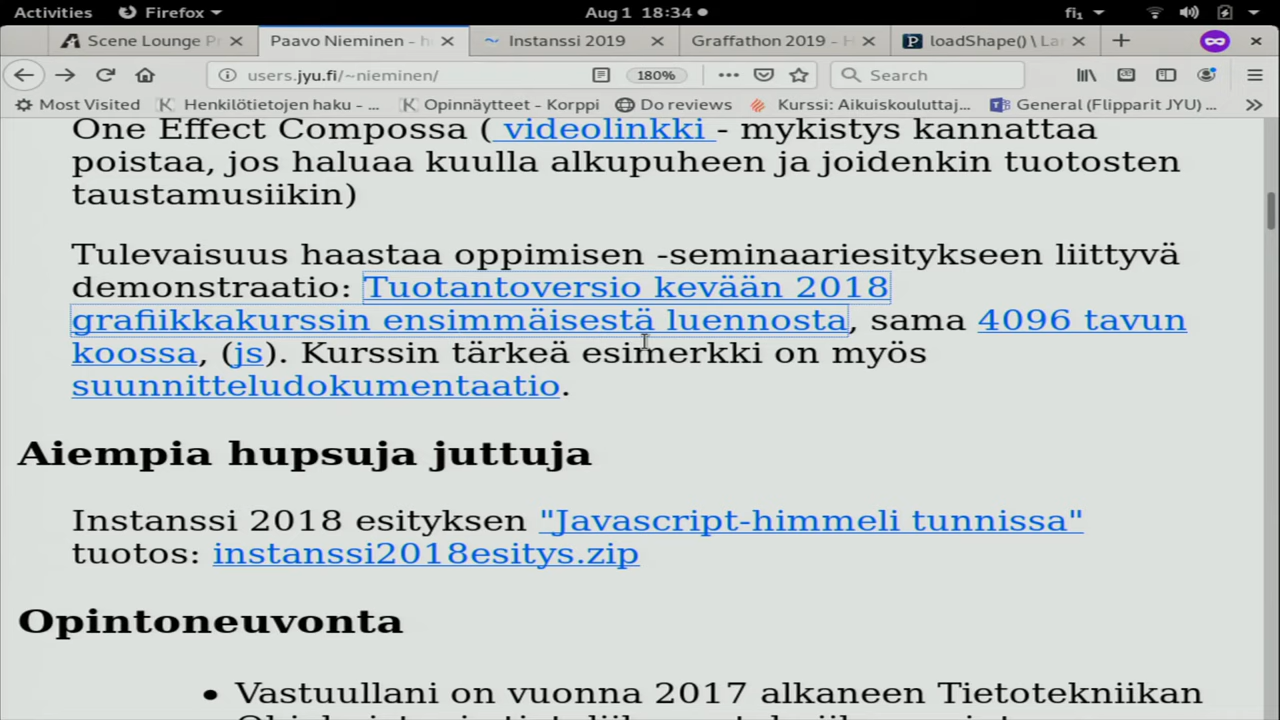 Activities Firefox Aug 1 18:34 fi₁
Scene Lounge Pr Paavo Nieminen - h Instanssi 2019 Graffathon 2019 - H loadShape() \ La
users.jyu.fi/~nieminen/ 180% Search
Most Visited Henkilötietojen haku - ... Opinnäytteet - Korppi Do reviews Kurssi: Aikuiskouluttaj... General (Flipparit JYU) ...
One Effect Compossa ( videolinkki - mykistys kannattaa
poistaa, jos haluaa kuulla alkupuheen ja joidenkin tuotosten
taustamusiikin)
Tulevaisuus haastaa oppimisen -seminaariesitykseen liittyvä
demonstraatio: Tuotantoversio kevään 2018
grafiikkakurssin ensimmäisestä luennosta, sama 4096 tavun
koossa, (js). Kurssin tärkeä esimerkki on myös
suunnitteludokumentaatio.
Aiempia hupsuja juttuja
Instanssi 2018 esityksen "Javascript-himmeli tunnissa"
tuotos: instanssi2018esitys.zip
Opintoneuvonta
• Vastuullani on vuonna 2017 alkaneen Tietotekniikan